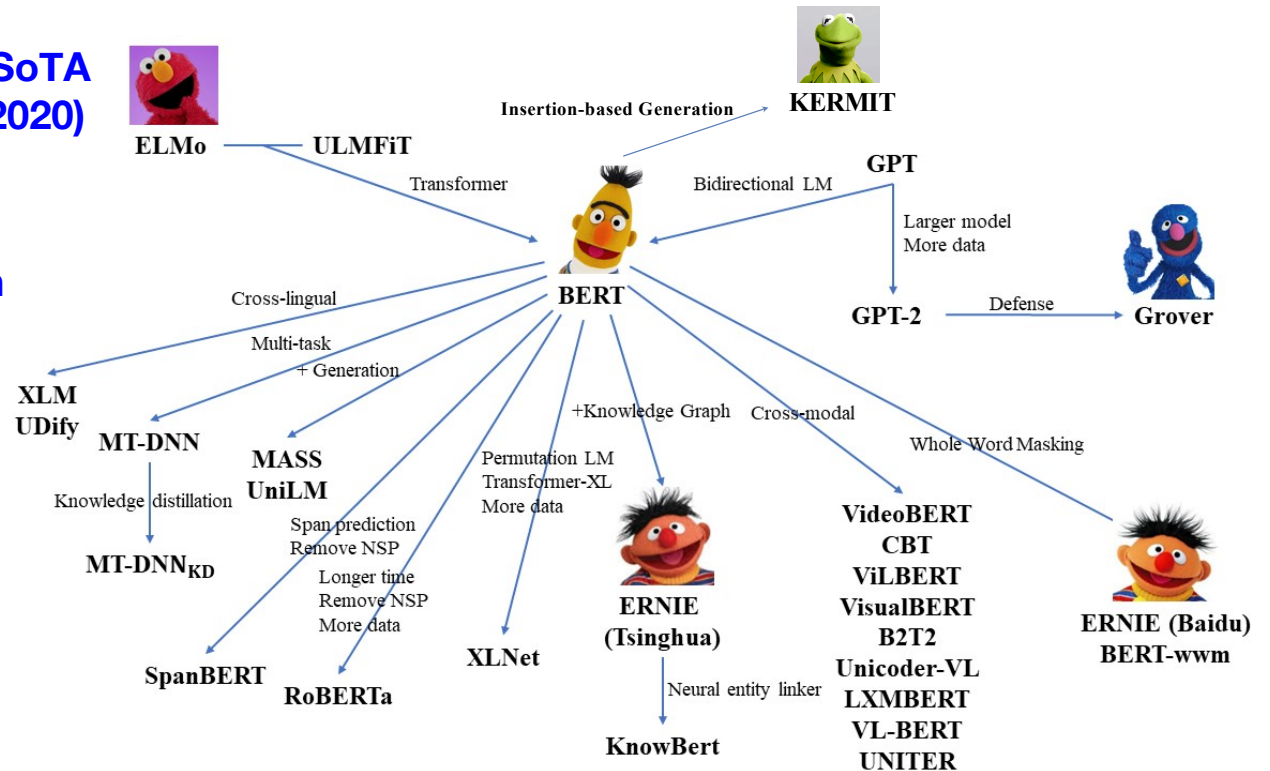 SoTA
2020)
n
ELMo
ULMFiT
Transformer
Insertion-based Generation
KERMIT
GPT
Bidirectional LM
Larger model
More data
BERT
GPT-2
Defense
Grover
Cross-lingual
Multi-task
+ Generation
XLM
UDify
MT-DNN
Knowledge distillation
MT-DNNKD
MASS
UniLM
Span prediction
Remove NSP
Longer time
Remove NSP
More data
SpanBERT
RoBERTa
Permutation LM
Transformer-XL
More data
XLNet
+Knowledge Graph
ERNIE
(Tsinghua)
Neural entity linker
KnowBert
Cross-modal
VideoBERT
CBT
ViLBERT
VisualBERT
B2T2
Unicoder-VL
LXMBERT
VL-BERT
UNITER
Whole Word Masking
ERNIE (Baidu)
BERT-wwm